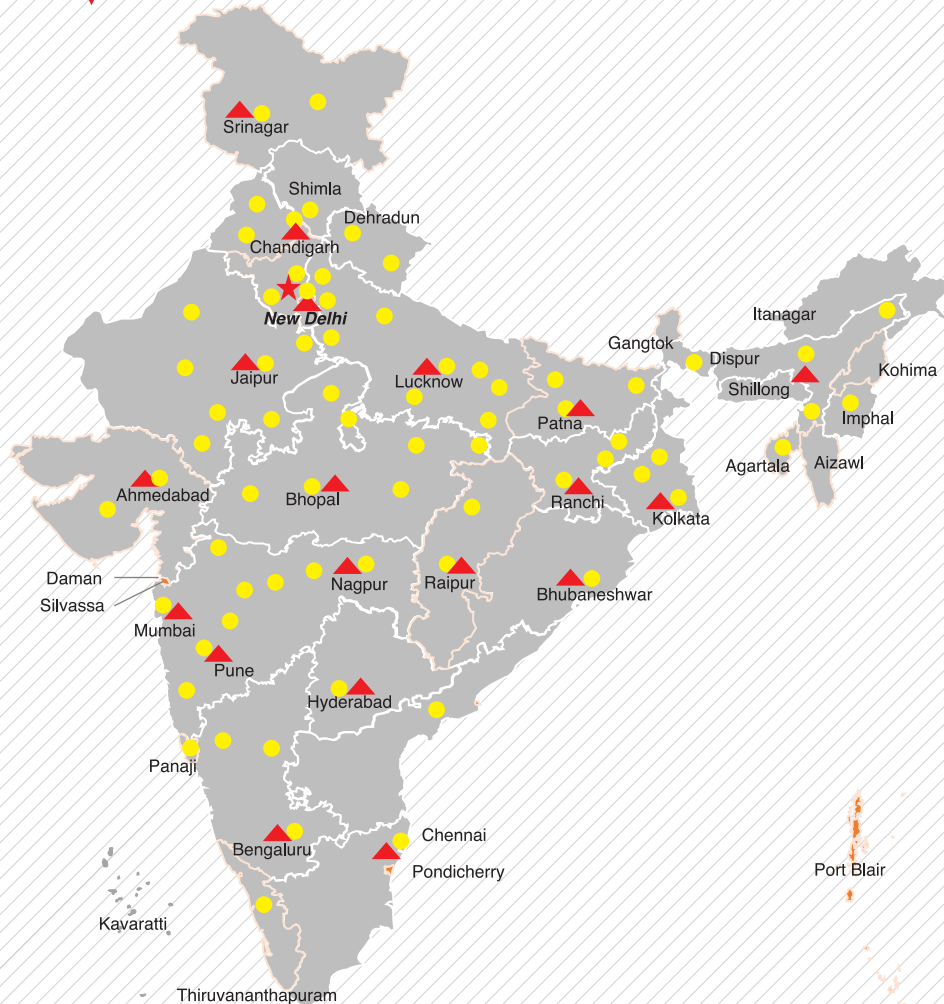 Srinagar
Shimla
Dehradun
Chandigarh
New Delhi
Itanagar
Gangtok
Dispur
Kohima
Jaipur
Lucknow
Shillong
Patna
Imphal
Agartala
Aizawl
Ahmedabad
Bhopal
Ranchi
Kolkata
Daman
Nagpur
Raipur
Bhubaneshwar
Silvassa
Mumbai
Pune
Hyderabad
Panaji
Chennai
Bengaluru
Pondicherry
Port Blair
Kavaratti
Thiruvananthapuram